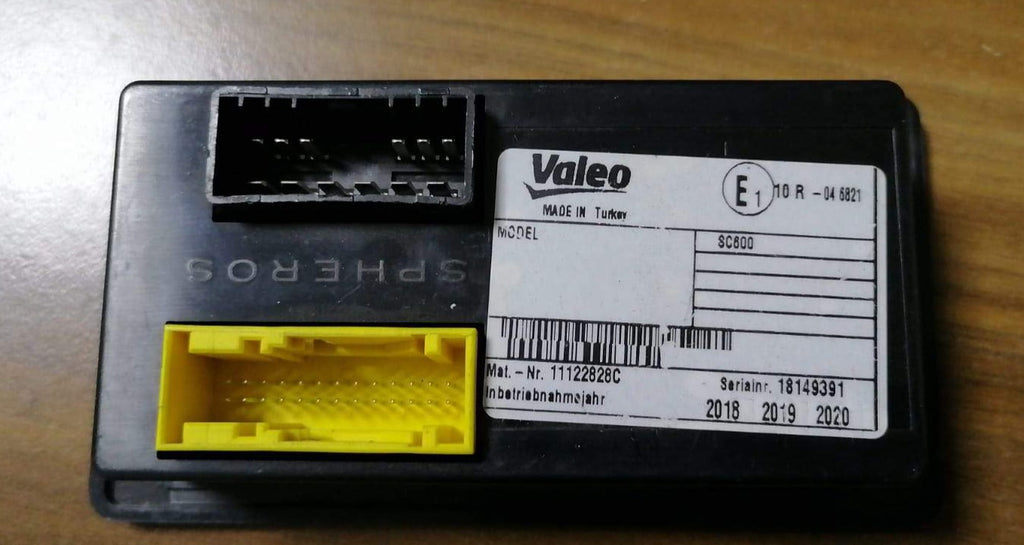 Valeo
MADE IN Turkey
E1 10 R - 04 6821
MODEL
SC600
SPHEROS
Mat. - Nr. 11122828C
Serialnr. 18149391
Inbetriebnahmejahr
2018 2019 2020